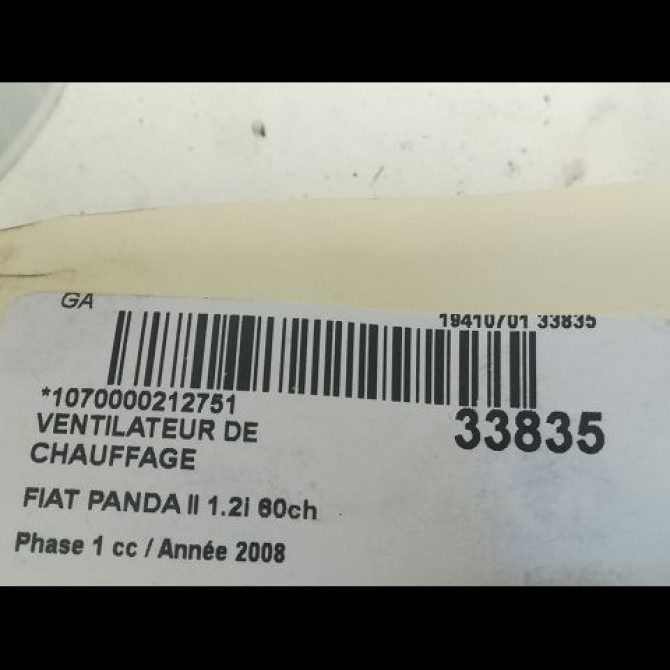 GA
19410701 33835
*1070000212751
33835
VENTILATEUR DE
CHAUFFAGE
FIAT PANDA II 1.2i 60ch
Phase 1 cc / Année 2008